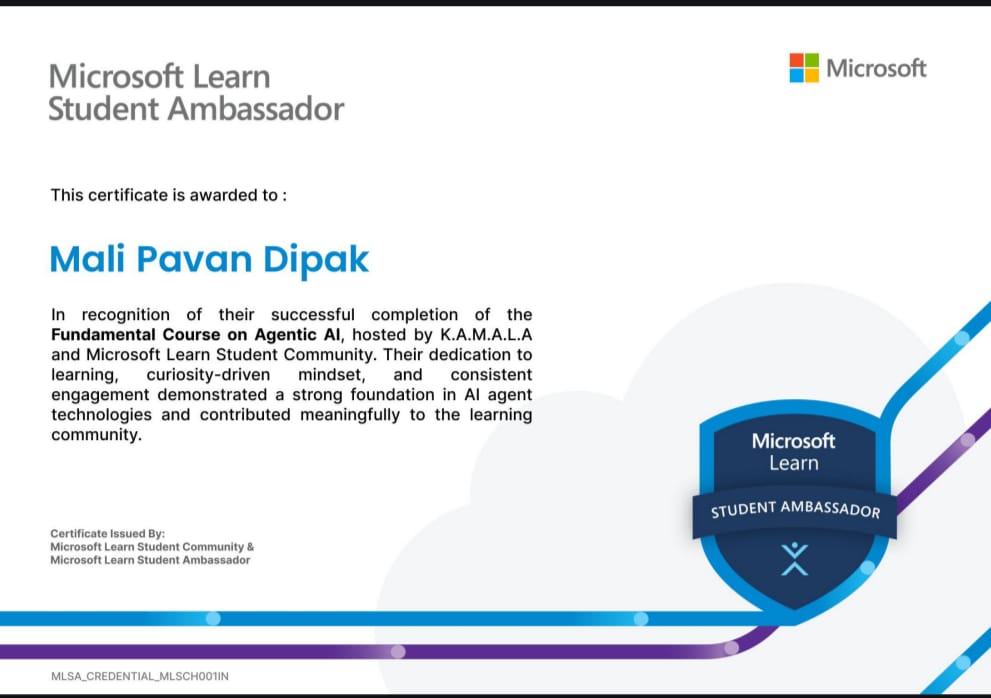 Microsoft Learn
Student Ambassador
Microsoft
This certificate is awarded to :
Mali Pavan Dipak
In recognition of their successful completion of the
Fundamental Course on Agentic AI, hosted by K.A.M.A.L.A
and Microsoft Learn Student Community. Their dedication to
learning, curiosity-driven mindset, and consistent
engagement demonstrated a strong foundation in AI agent
technologies and contributed meaningfully to the learning
community.
Microsoft
Learn
STUDENT AMBASSADOR
Certificate Issued By:
Microsoft Learn Student Community &
Microsoft Learn Student Ambassador
MLSA_CREDENTIAL_MLSCH001IN